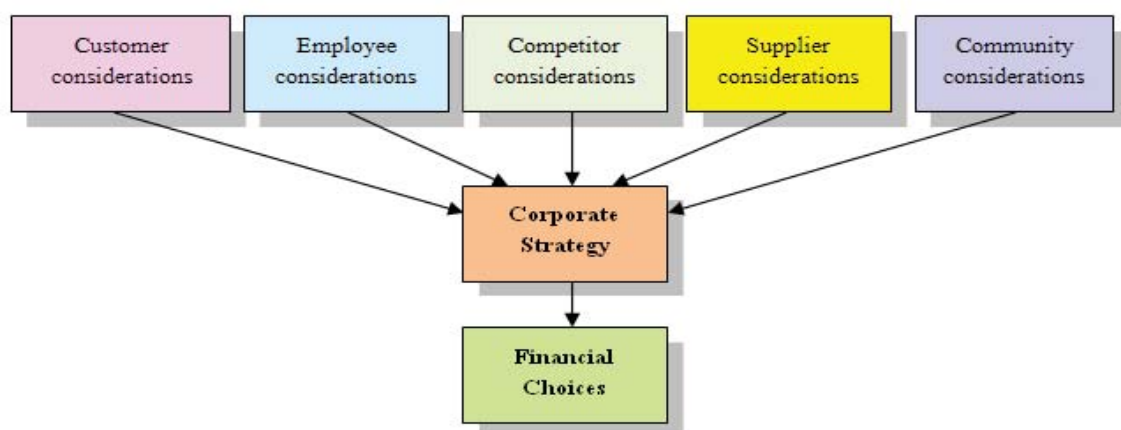 Customer
considerations
Employee
considerations
Competitor
considerations
Supplier
considerations
Community
considerations
Corporate
Strategy
Financial
Choices